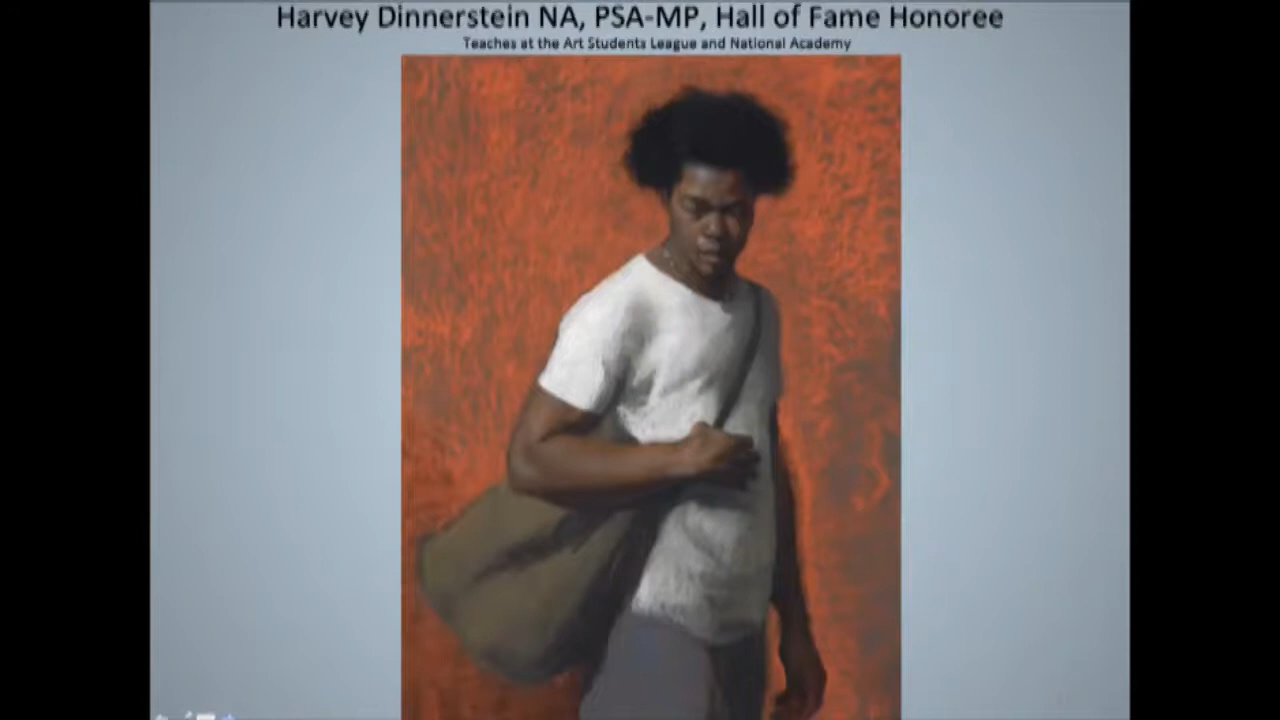 Harvey Dinnerstein NA, PSA-MP, Hall of Fame Honoree
Teaches at the Art Students League and National Academy